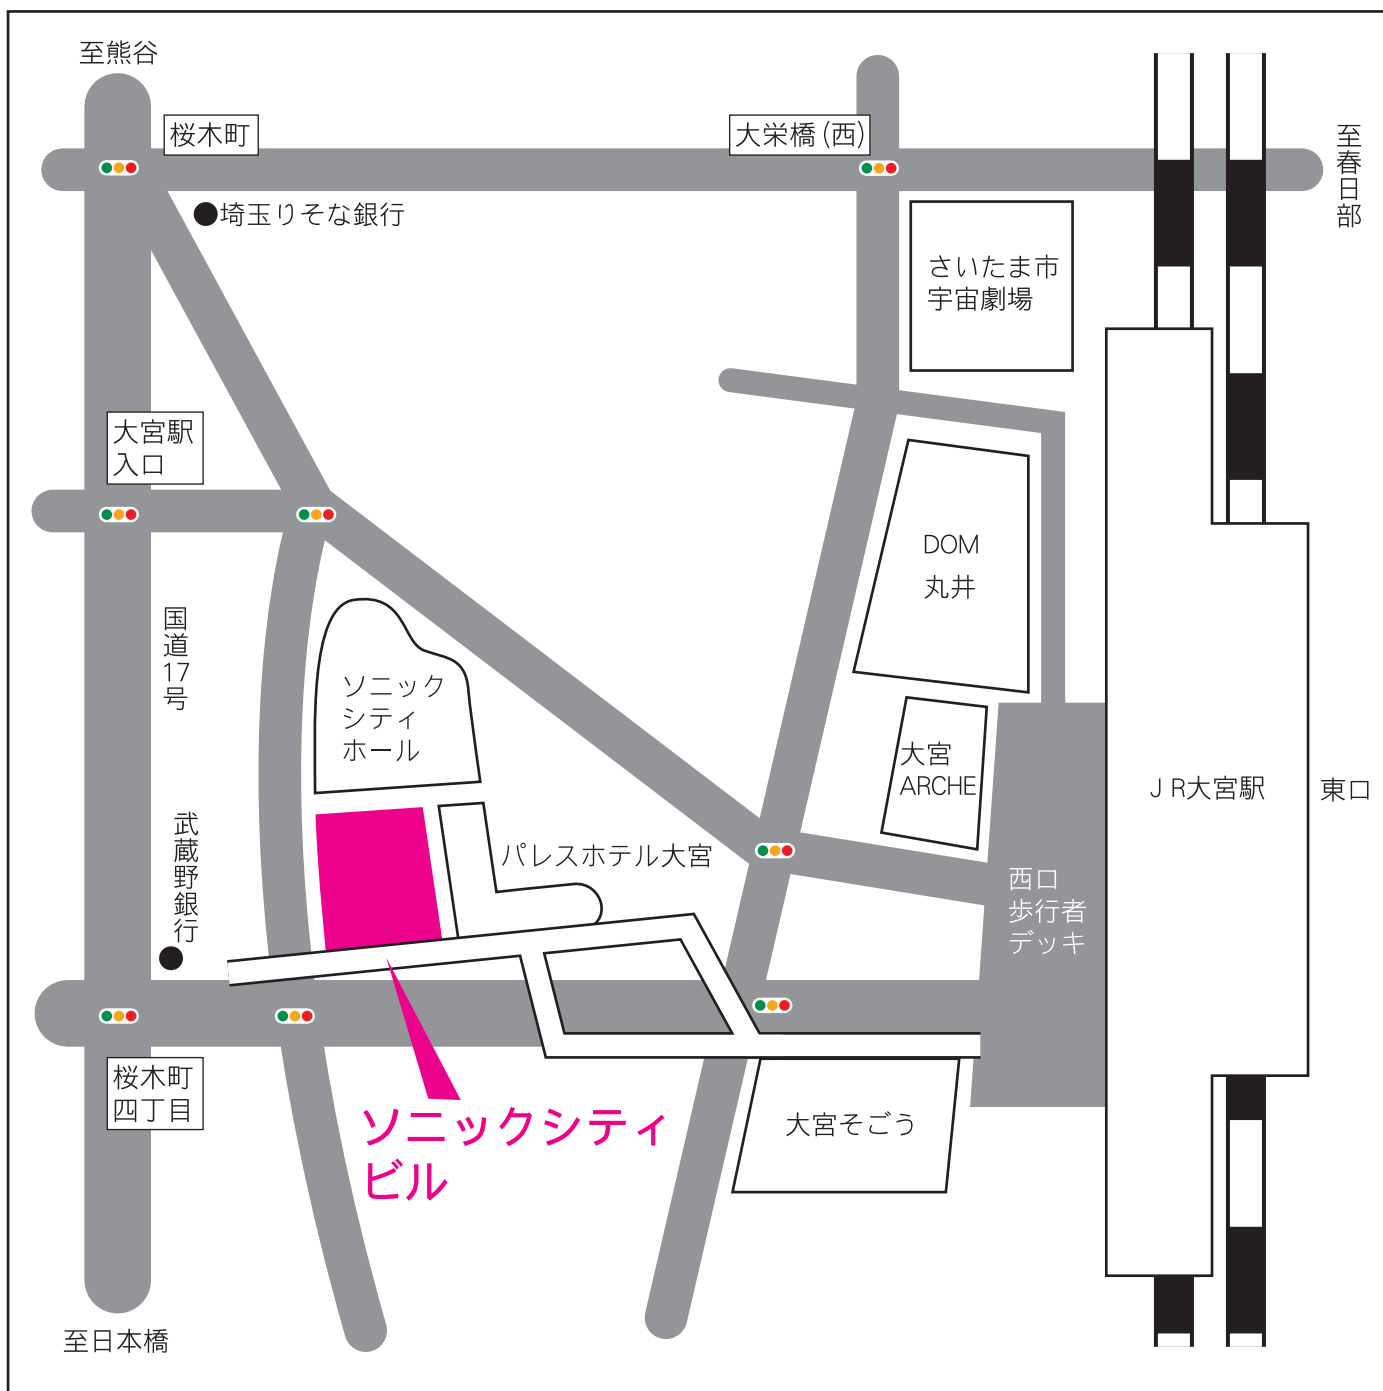 至熊谷
桜木町
大栄橋(西)
至春日部
埼玉りそな銀行
さいたま市
宇宙劇場
大宮駅
入口
DOM
丸井
国道17号
ソニック
シティ
ホール
大宮
ARCHE
JR大宮駅
東口
武蔵野銀行
パレスホテル大宮
西口
歩行者
デッキ
桜木町
四丁目
ソニックシティ
ビル
大宮そごう
至日本橋